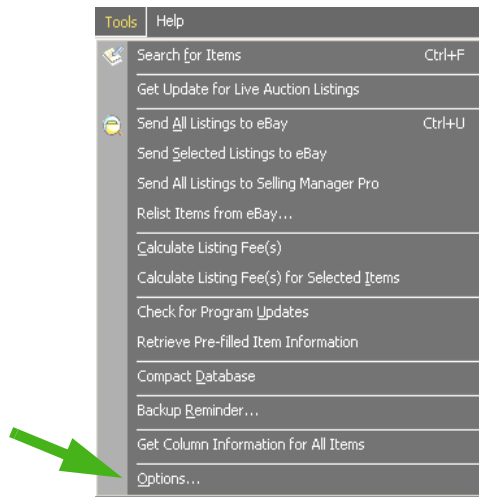 Tools Help
Search for Items Ctrl+F
Get Update for Live Auction Listings
Send All Listings to eBay Ctrl+U
Send Selected Listings to eBay
Send All Listings to Selling Manager Pro
Relist Items from eBay...
Calculate Listing Fee(s)
Calculate Listing Fee(s) for Selected Items
Check for Program Updates
Retrieve Pre-filled Item Information
Compact Database
Backup Reminder...
Get Column Information for All Items
Options...